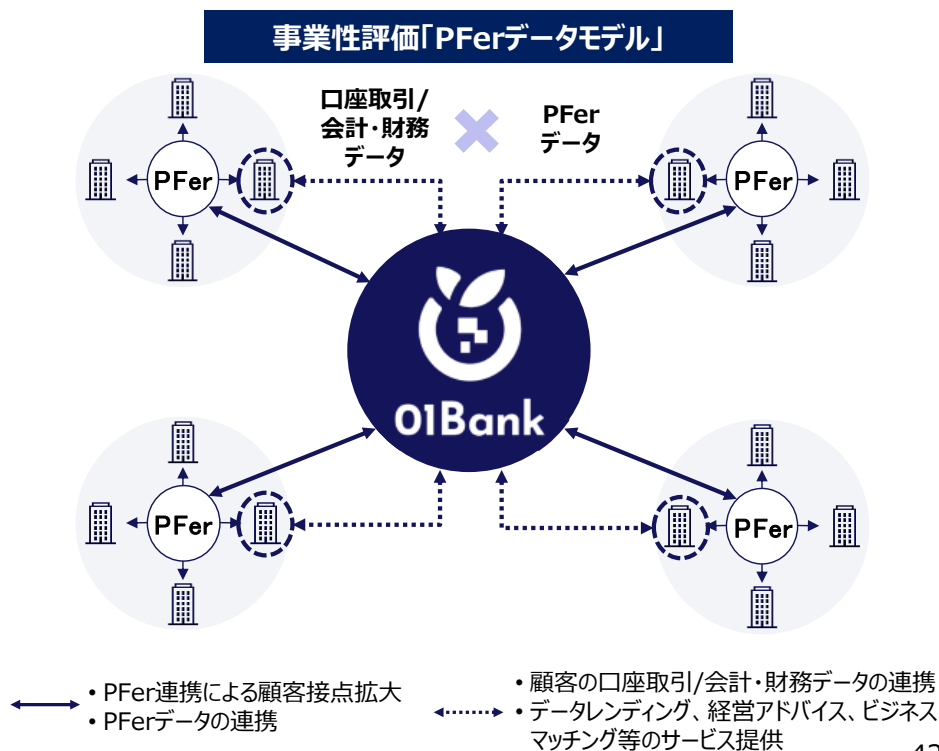 事業性評価「PFerデータモデル」
口座取引/
会計・財務
データ
PFer
データ
PFer
PFer
01Bank
PFer
PFer
• PFer連携による顧客接点拡大
• PFerデータの連携
• 顧客の口座取引/会計・財務データの連携
• データレンディング、経営アドバイス、ビジネス
マッチング等のサービス提供